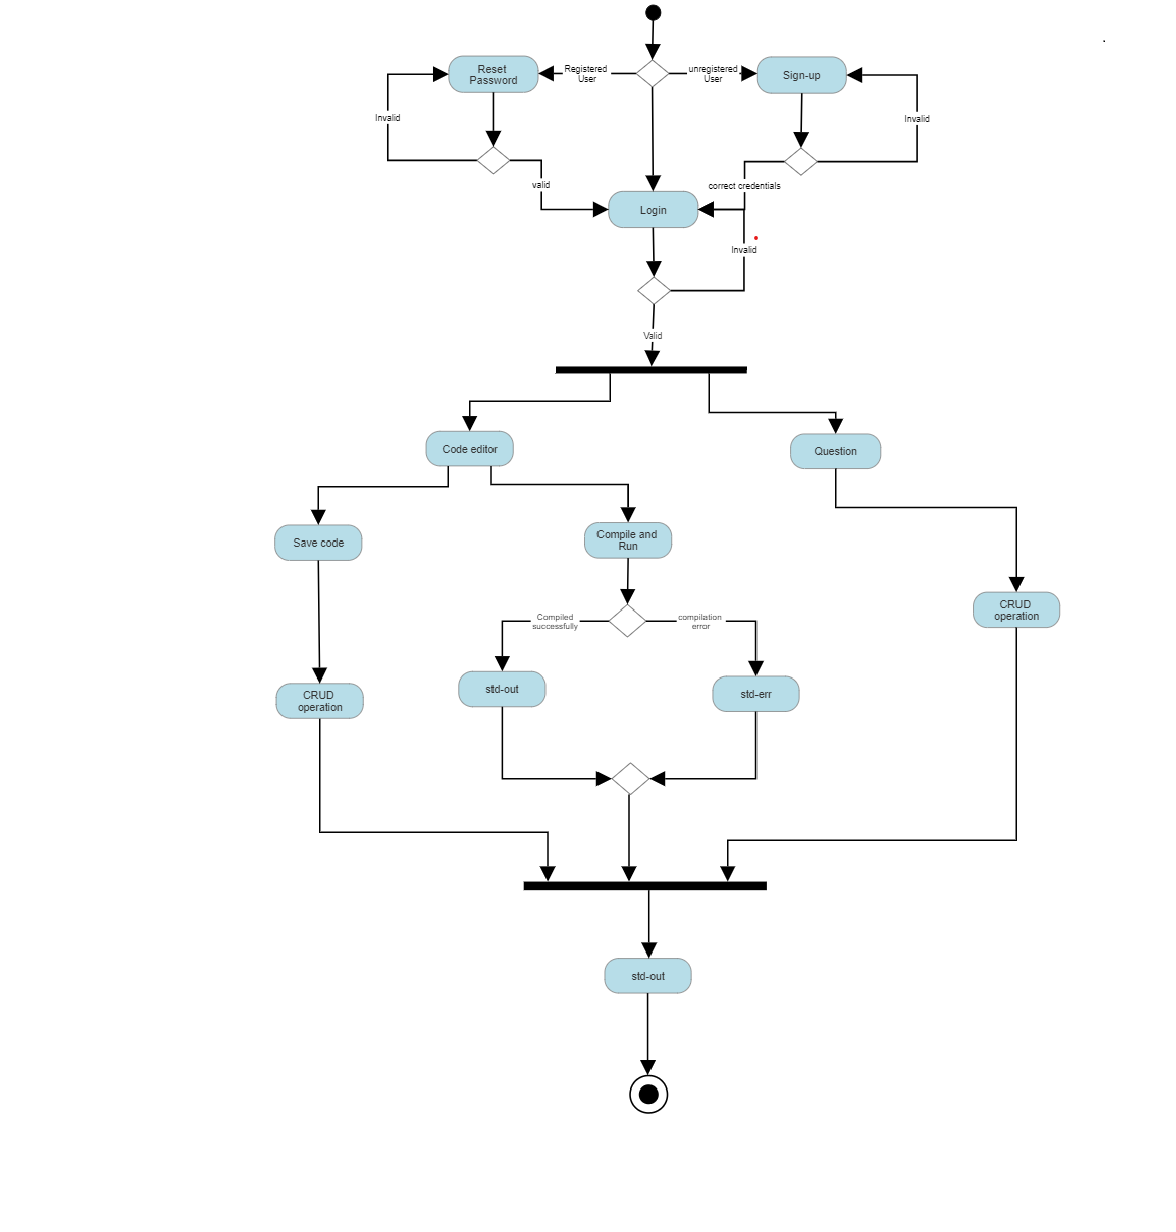 Reset
Password
Registered
User
unregistered
User
Sign-up
Invalid
Invalid
valid
correct credentials
Login
Invalid
Valid
Code editor
Question
Save code
Compile and
Run
CRUD
operation
Compiled
successfully
compilation
error
std-out
std-err
CRUD
operation
std-out